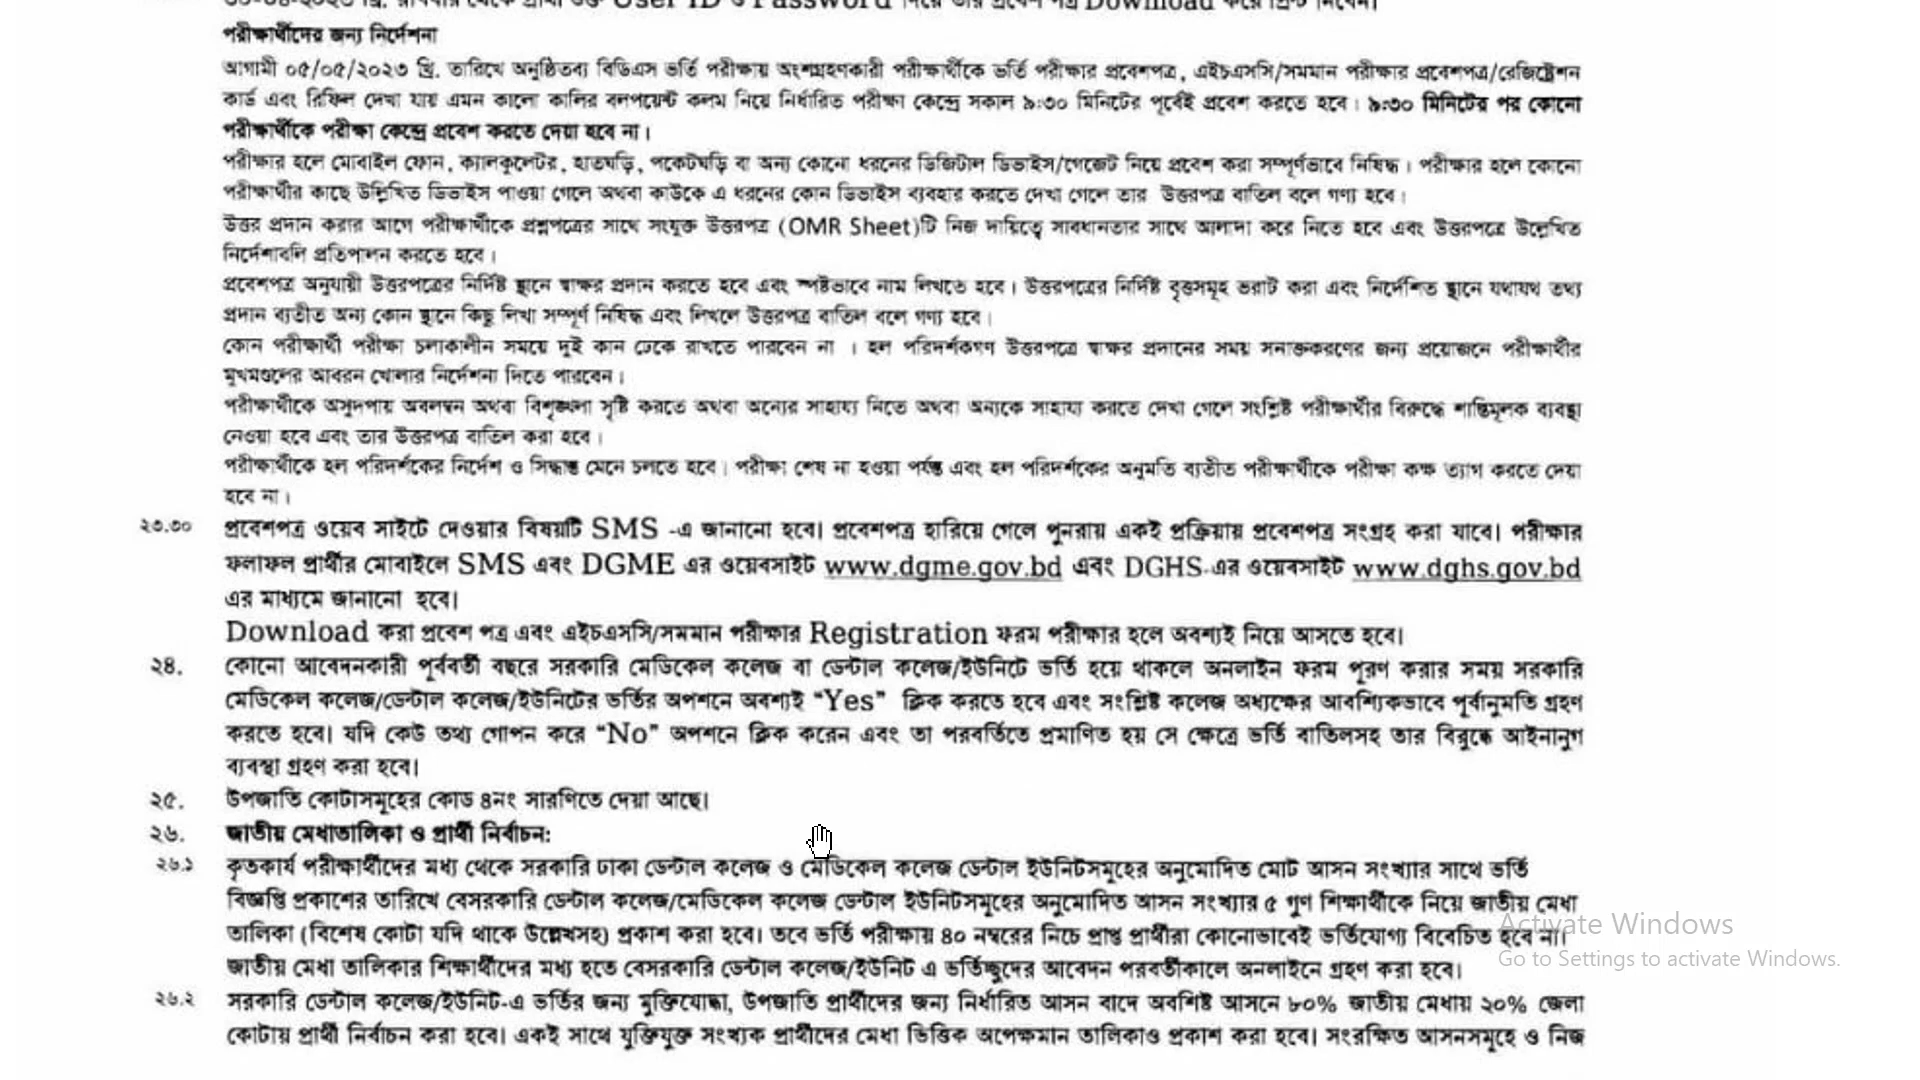 User ID ও Password দিয়ে তার প্রবেশ পত্র Download করে প্রিন্ট নিবেন।
পরীক্ষার্থীদের জন্য নির্দেশনা
আগামী ০৫/০৫/২০২৩ খ্রি. তারিখে অনুষ্ঠিতব্য বিডিএস ভর্তি পরীক্ষায় অংশগ্রহণকারী পরীক্ষার্থীকে ভর্তি পরীক্ষার প্রবেশপত্র, এইচএসসি/সমমান পরীক্ষার প্রবেশপত্র/রেজিষ্ট্রেশন
কার্ড এবং রিফিল দেখা যায় এমন কালো কালির বলপয়েন্ট কলম নিয়ে নির্ধারিত পরীক্ষা কেন্দ্রে সকাল ৯:৩০ মিনিটের পূর্বেই প্রবেশ করতে হবে। ৯:৩০ মিনিটের পর কোনো
পরীক্ষার্থীকে পরীক্ষা কেন্দ্রে প্রবেশ করতে দেয়া হবে না।
পরীক্ষার হলে মোবাইল ফোন, ক্যালকুলেটর, হাতঘড়ি, পকেটঘড়ি বা অন্য কোনো ধরনের ডিজিটাল ডিভাইস/গেজেট নিয়ে প্রবেশ করা সম্পূর্ণভাবে নিষিদ্ধ। পরীক্ষার হলে কোনো
পরীক্ষার্থীর কাছে উল্লিখিত ডিভাইস পাওয়া গেলে অথবা কাউকে এ ধরনের কোন ডিভাইস ব্যবহার করতে দেখা গেলে তার উত্তরপত্র বাতিল বলে গণ্য হবে।
উত্তর প্রদান করার আগে পরীক্ষার্থীকে প্রশ্নপত্রের সাথে সংযুক্ত উত্তরপত্র (OMR Sheet)টি নিজ দায়িত্বে সাবধানতার সাথে আলাদা করে নিতে হবে এবং উত্তরপত্রে উল্লেখিত
নির্দেশাবলি প্রতিপালন করতে হবে।
প্রবেশপত্র অনুযায়ী উত্তরপত্রের নির্দিষ্ট স্থানে স্বাক্ষর প্রদান করতে হবে এবং স্পষ্টভাবে নাম লিখতে হবে। উত্তরপত্রের নির্দিষ্ট বৃত্তসমূহ ভরাট করা এবং নির্দেশিত স্থানে যথাযথ তথ্য
প্রদান ব্যতীত অন্য কোন স্থানে কিছু লিখা সম্পূর্ণ নিষিদ্ধ এবং লিখলে উত্তরপত্র বাতিল বলে গণ্য হবে।
কোন পরীক্ষার্থী পরীক্ষা চলাকালীন সময়ে দুই কান ঢেকে রাখতে পারবেন না । হল পরিদর্শকগণ উত্তরপত্রে স্বাক্ষর প্রদানের সময় সনাক্তকরণের জন্য প্রয়োজনে পরীক্ষার্থীর
মুখমণ্ডলের আবরন খোলার নির্দেশনা দিতে পারবেন।
পরীক্ষার্থীকে অসুদপায় অবলম্বন অথবা বিশৃঙ্খলা সৃষ্টি করতে অথবা অন্যের সাহায্য নিতে অথবা অন্যকে সাহায্য করতে দেখা গেলে সংশ্লিষ্ট পরীক্ষার্থীর বিরুদ্ধে শাস্তিমূলক ব্যবস্থা
নেওয়া হবে এবং তার উত্তরপত্র বাতিল করা হবে।
পরীক্ষার্থীকে হল পরিদর্শকের নির্দেশ ও সিদ্ধান্ত মেনে চলতে হবে। পরীক্ষা শেষ না হওয়া পর্যন্ত এবং হল পরিদর্শকের অনুমতি ব্যতীত পরীক্ষার্থীকে পরীক্ষা কক্ষ ত্যাগ করতে দেয়া
হবে না।
২৩.৩০ প্রবেশপত্র ওয়েব সাইটে দেওয়ার বিষয়টি SMS -এ জানানো হবে। প্রবেশপত্র হারিয়ে গেলে পুনরায় একই প্রক্রিয়ায় প্রবেশপত্র সংগ্রহ করা যাবে। পরীক্ষার
ফলাফল প্রার্থীর মোবাইলে SMS এবং DGME এর ওয়েবসাইট www.dgme.gov.bd এবং DGHS-এর ওয়েবসাইট www.dghs.gov.bd
এর মাধ্যমে জানানো হবে।
Download করা প্রবেশ পত্র এবং এইচএসসি/সমমান পরীক্ষার Registration ফরম পরীক্ষার হলে অবশ্যই নিয়ে আসতে হবে।
২৪. কোনো আবেদনকারী পূর্ববর্তী বছরে সরকারি মেডিকেল কলেজ বা ডেন্টাল কলেজ/ইউনিটে ভর্তি হয়ে থাকলে অনলাইন ফরম পূরণ করার সময় সরকারি
মেডিকেল কলেজ/ডেন্টাল কলেজ/ইউনিটের ভর্তির অপশনে অবশ্যই “Yes” ক্লিক করতে হবে এবং সংশ্লিষ্ট কলেজ অধ্যক্ষের আবশ্যিকভাবে পূর্বানুমতি গ্রহণ
করতে হবে। যদি কেউ তথ্য গোপন করে “No” অপশনে ক্লিক করেন এবং তা পরবর্তিতে প্রমাণিত হয় সে ক্ষেত্রে ভর্তি বাতিলসহ তার বিরুদ্ধে আইনানুগ
ব্যবস্থা গ্রহণ করা হবে।
২৫. উপজাতি কোটাসমূহের কোড ৪নং সারণিতে দেয়া আছে।
২৬. জাতীয় মেধাতালিকা ও প্রার্থী নির্বাচন:
২৬.১ কৃতকার্য পরীক্ষার্থীদের মধ্য থেকে সরকারি ঢাকা ডেন্টাল কলেজ ও মেডিকেল কলেজ ডেন্টাল ইউনিটসমূহের অনুমোদিত মোট আসন সংখ্যার সাথে ভর্তি
বিজ্ঞপ্তি প্রকাশের তারিখে বেসরকারি ডেন্টাল কলেজ/মেডিকেল কলেজ ডেন্টাল ইউনিটসমূহের অনুমোদিত আসন সংখ্যার ৫ গুণ শিক্ষার্থীকে নিয়ে জাতীয় মেধা
তালিকা (বিশেষ কোটা যদি থাকে উল্লেখসহ) প্রকাশ করা হবে। তবে ভর্তি পরীক্ষায় ৪০ নম্বরের নিচে প্রাপ্ত প্রার্থীরা কোনোভাবেই ভর্তিযোগ্য বিবেচিত হবে না।
জাতীয় মেধা তালিকার শিক্ষার্থীদের মধ্য হতে বেসরকারি ডেন্টাল কলেজ/ইউনিট এ ভর্তিচ্ছুদের আবেদন পরবর্তীকালে অনলাইনে গ্রহণ করা হবে।
২৬.২ সরকারি ডেন্টাল কলেজ/ইউনিট-এ ভর্তির জন্য মুক্তিযোদ্ধা, উপজাতি প্রার্থীদের জন্য নির্ধারিত আসন বাদে অবশিষ্ট আসনে ৮০% জাতীয় মেধায় ২০% জেলা
কোটায় প্রার্থী নির্বাচন করা হবে। একই সাথে যুক্তিযুক্ত সংখ্যক প্রার্থীদের মেধা ভিত্তিক অপেক্ষমান তালিকাও প্রকাশ করা হবে। সংরক্ষিত আসনসমূহে ও নিজ
Activate Windows
Go to Settings to activate Windows.